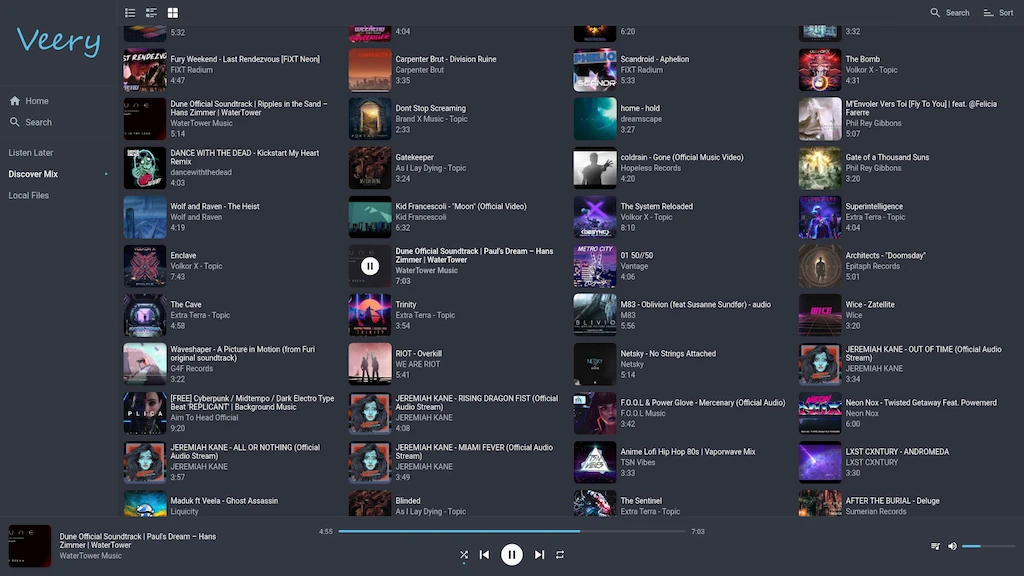 Veery
Search
Sort
Home
Search
Listen Later
Discover Mix
Local Files
5:32
4:04
6:20
3:32
Fury Weekend - Last Rendezvous [FiXT Neon]
FiXT Radium
4:47
Carpenter Brut - Division Ruine
Carpenter Brut
3:35
Scandroid - Aphelion
FiXT Radium
5:33
The Bomb
Volkor X - Topic
4:31
Dune Official Soundtrack | Ripples in the Sand –
Hans Zimmer | WaterTower
WaterTower Music
5:14
Dont Stop Screaming
Brand X Music - Topic
2:33
home - hold
dreamscape
3:27
M'Envoler Vers Toi [Fly To You] | feat. @Felicia
Farerre
Phil Rey Gibbons
5:07
DANCE WITH THE DEAD - Kickstart My Heart
Remix
dancewiththedead
4:03
Gatekeeper
As I Lay Dying - Topic
3:24
coldrain - Gone (Official Music Video)
Hopeless Records
4:20
Gate of a Thousand Suns
Phil Rey Gibbons
3:20
Wolf and Raven - The Heist
Wolf and Raven
4:19
Kid Francescoli - "Moon" (Official Video)
Kid Francescoli
6:32
The System Reloaded
Volkor X - Topic
8:10
Superintelligence
Extra Terra - Topic
4:04
Enclave
Volkor X - Topic
7:43
Dune Official Soundtrack | Paul's Dream – Hans
Zimmer | WaterTower
WaterTower Music
7:03
METRO CITY
01 50//50
Vantage
4:06
Architects - "Doomsday"
Epitaph Records
5:01
The Cave
Extra Terra - Topic
4:58
Trinity
Extra Terra - Topic
3:54
M83 - Oblivion (feat Susanne Sundfør) - audio
M83
5:56
Wice - Zatellite
Wice
3:20
Waveshaper - A Picture in Motion (from Furi
original soundtrack)
G4F Records
3:22
RIOT - Overkill
WE ARE RIOT
5:41
NETSKY
Netsky - No Strings Attached
Netsky
5:14
JEREMIAH KANE - OUT OF TIME (Official Audio
Stream)
JEREMIAH KANE
3:34
PLICA
[FREE] Cyberpunk / Midtempo / Dark Electro Type
Beat 'REPLICANT' | Background Music
Aim To Head Official
9:20
JEREMIAH KANE - RISING DRAGON FIST (Official
Audio Stream)
JEREMIAH KANE
4:08
F.O.O.L & Power Glove - Mercenary (Official Audio)
F.O.O.L Music
3:42
Neon Nox - Twisted Getaway Feat. Powernerd
Neon Nox
6:00
JEREMIAH KANE - ALL OR NOTHING (Official
Audio Stream)
JEREMIAH KANE
3:57
JEREMIAH KANE - MIAMI FEVER (Official Audio
Stream)
JEREMIAH KANE
3:49
Anime Lofi Hip Hop 80s | Vaporwave Mix
TSN Vibes
3:33
LXST CXNTURY - ANDROMEDA
LXST CXNTURY
3:30
Maduk ft Veela - Ghost Assassin
Liquicity
Blinded
As I Lay Dying - Topic
The Sentinel
Extra Terra - Topic
AFTER THE BURIAL - Deluge
Sumerian Records
Dune Official Soundtrack | Paul's Dream – Hans
Zimmer | WaterTower
WaterTower Music
4:55
7:03